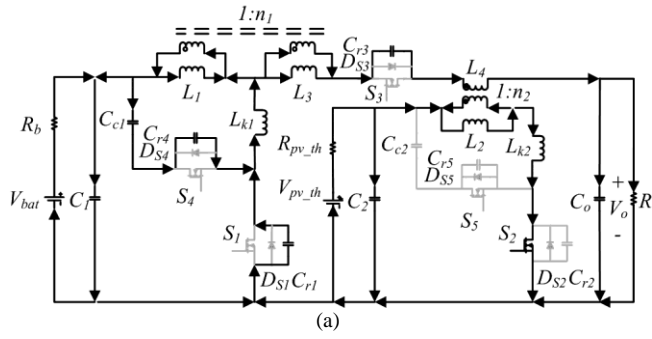 1:n1
L1
L3
Cr3
DS3
S3
L4
1:n2
L2
Lk2
Rb
Vbat
C1
Cc1
Cr4
DS4
S4
Lk1
Rpv_th
Vpv_th
C2
Cc2
Cr5
DS5
S5
S1
DS1 Cr1
S2
DS2 Cr2
Co
+
Vo
-
R
(a)